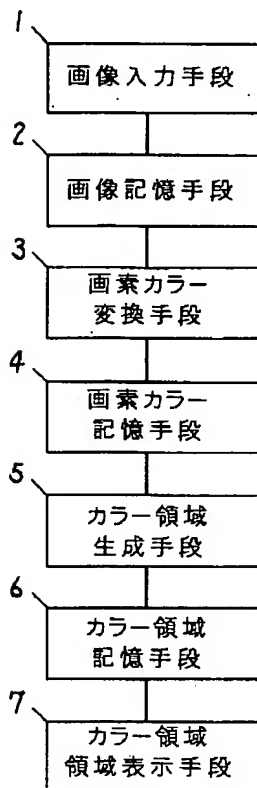 1
画像入力手段
2
画像記憶手段
3
画素カラー
変換手段
4
画素カラー
記憶手段
5
カラー領域
生成手段
6
カラー領域
記憶手段
7
カラー領域
領域表示手段